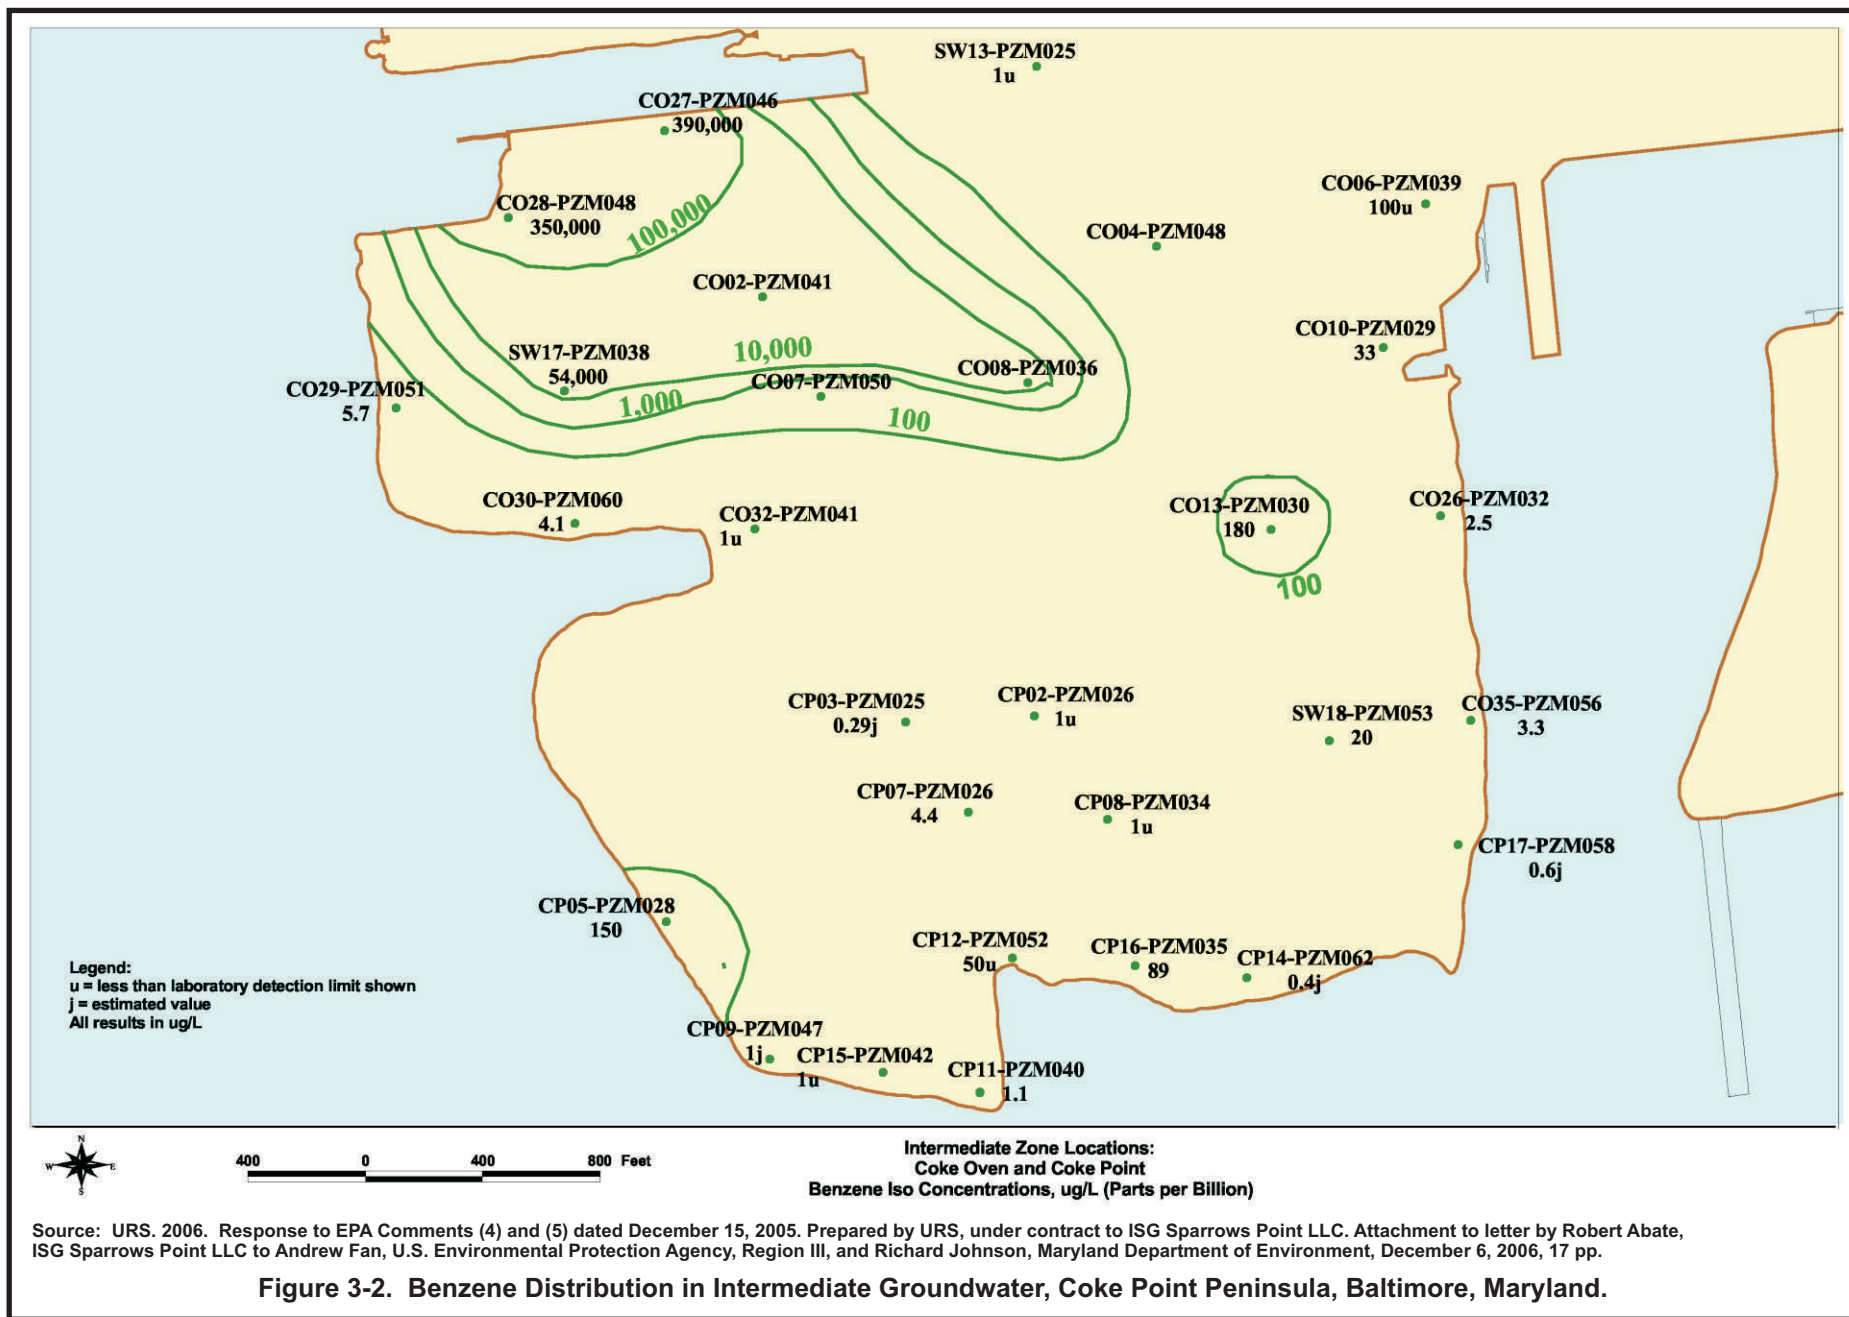 SW13-PZM025
1u
CO27-PZM046
390,000
CO06-PZM039
100u
CO28-PZM048
350,000
100,000
CO04-PZM048
CO02-PZM041
CO10-PZM029
33
SW17-PZM038
54,000
10,000
CO08-PZM036
CO07-PZM050
CO29-PZM051
5.7
1,000
100
CO30-PZM060
4.1
CO32-PZM041
1u
CO13-PZM030
180
100
CO26-PZM032
2.5
CP03-PZM025
0.29j
CP02-PZM026
1u
SW18-PZM053
20
CO35-PZM056
3.3
CP07-PZM026
4.4
CP08-PZM034
1u
CP17-PZM058
0.6j
CP05-PZM028
150
CP12-PZM052
50u
CP16-PZM035
89
CP14-PZM062
0.4j
Legend:
u = less than laboratory detection limit shown
j = estimated value
All results in ug/L
CP09-PZM047
1j
CP15-PZM042
1u
CP11-PZM040
1.1
N
W E
S
400 0 400 800 Feet
Intermediate Zone Locations:
Coke Oven and Coke Point
Benzene Iso Concentrations, ug/L (Parts per Billion)
Source: URS. 2006. Response to EPA Comments (4) and (5) dated December 15, 2005. Prepared by URS, under contract to ISG Sparrows Point LLC. Attachment to letter by Robert Abate,
ISG Sparrows Point LLC to Andrew Fan, U.S. Environmental Protection Agency, Region III, and Richard Johnson, Maryland Department of Environment, December 6, 2006, 17 pp.
Figure 3-2. Benzene Distribution in Intermediate Groundwater, Coke Point Peninsula, Baltimore, Maryland.